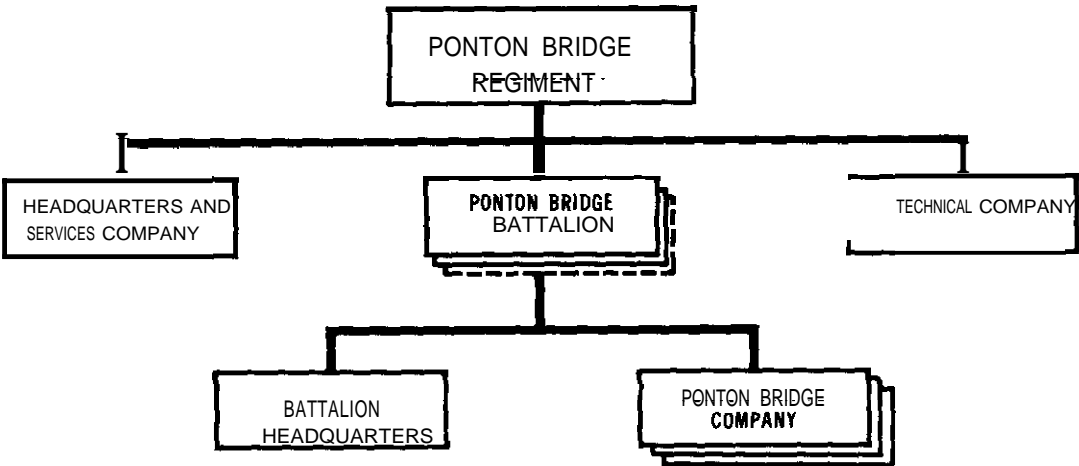 PONTON BRIDGE
REGIMENT
HEADQUARTERS AND
SERVICES COMPANY
PONTON BRIDGE
BATTALION
TECHNICAL COMPANY
BATTALION
HEADQUARTERS
PONTON BRIDGE
COMPANY